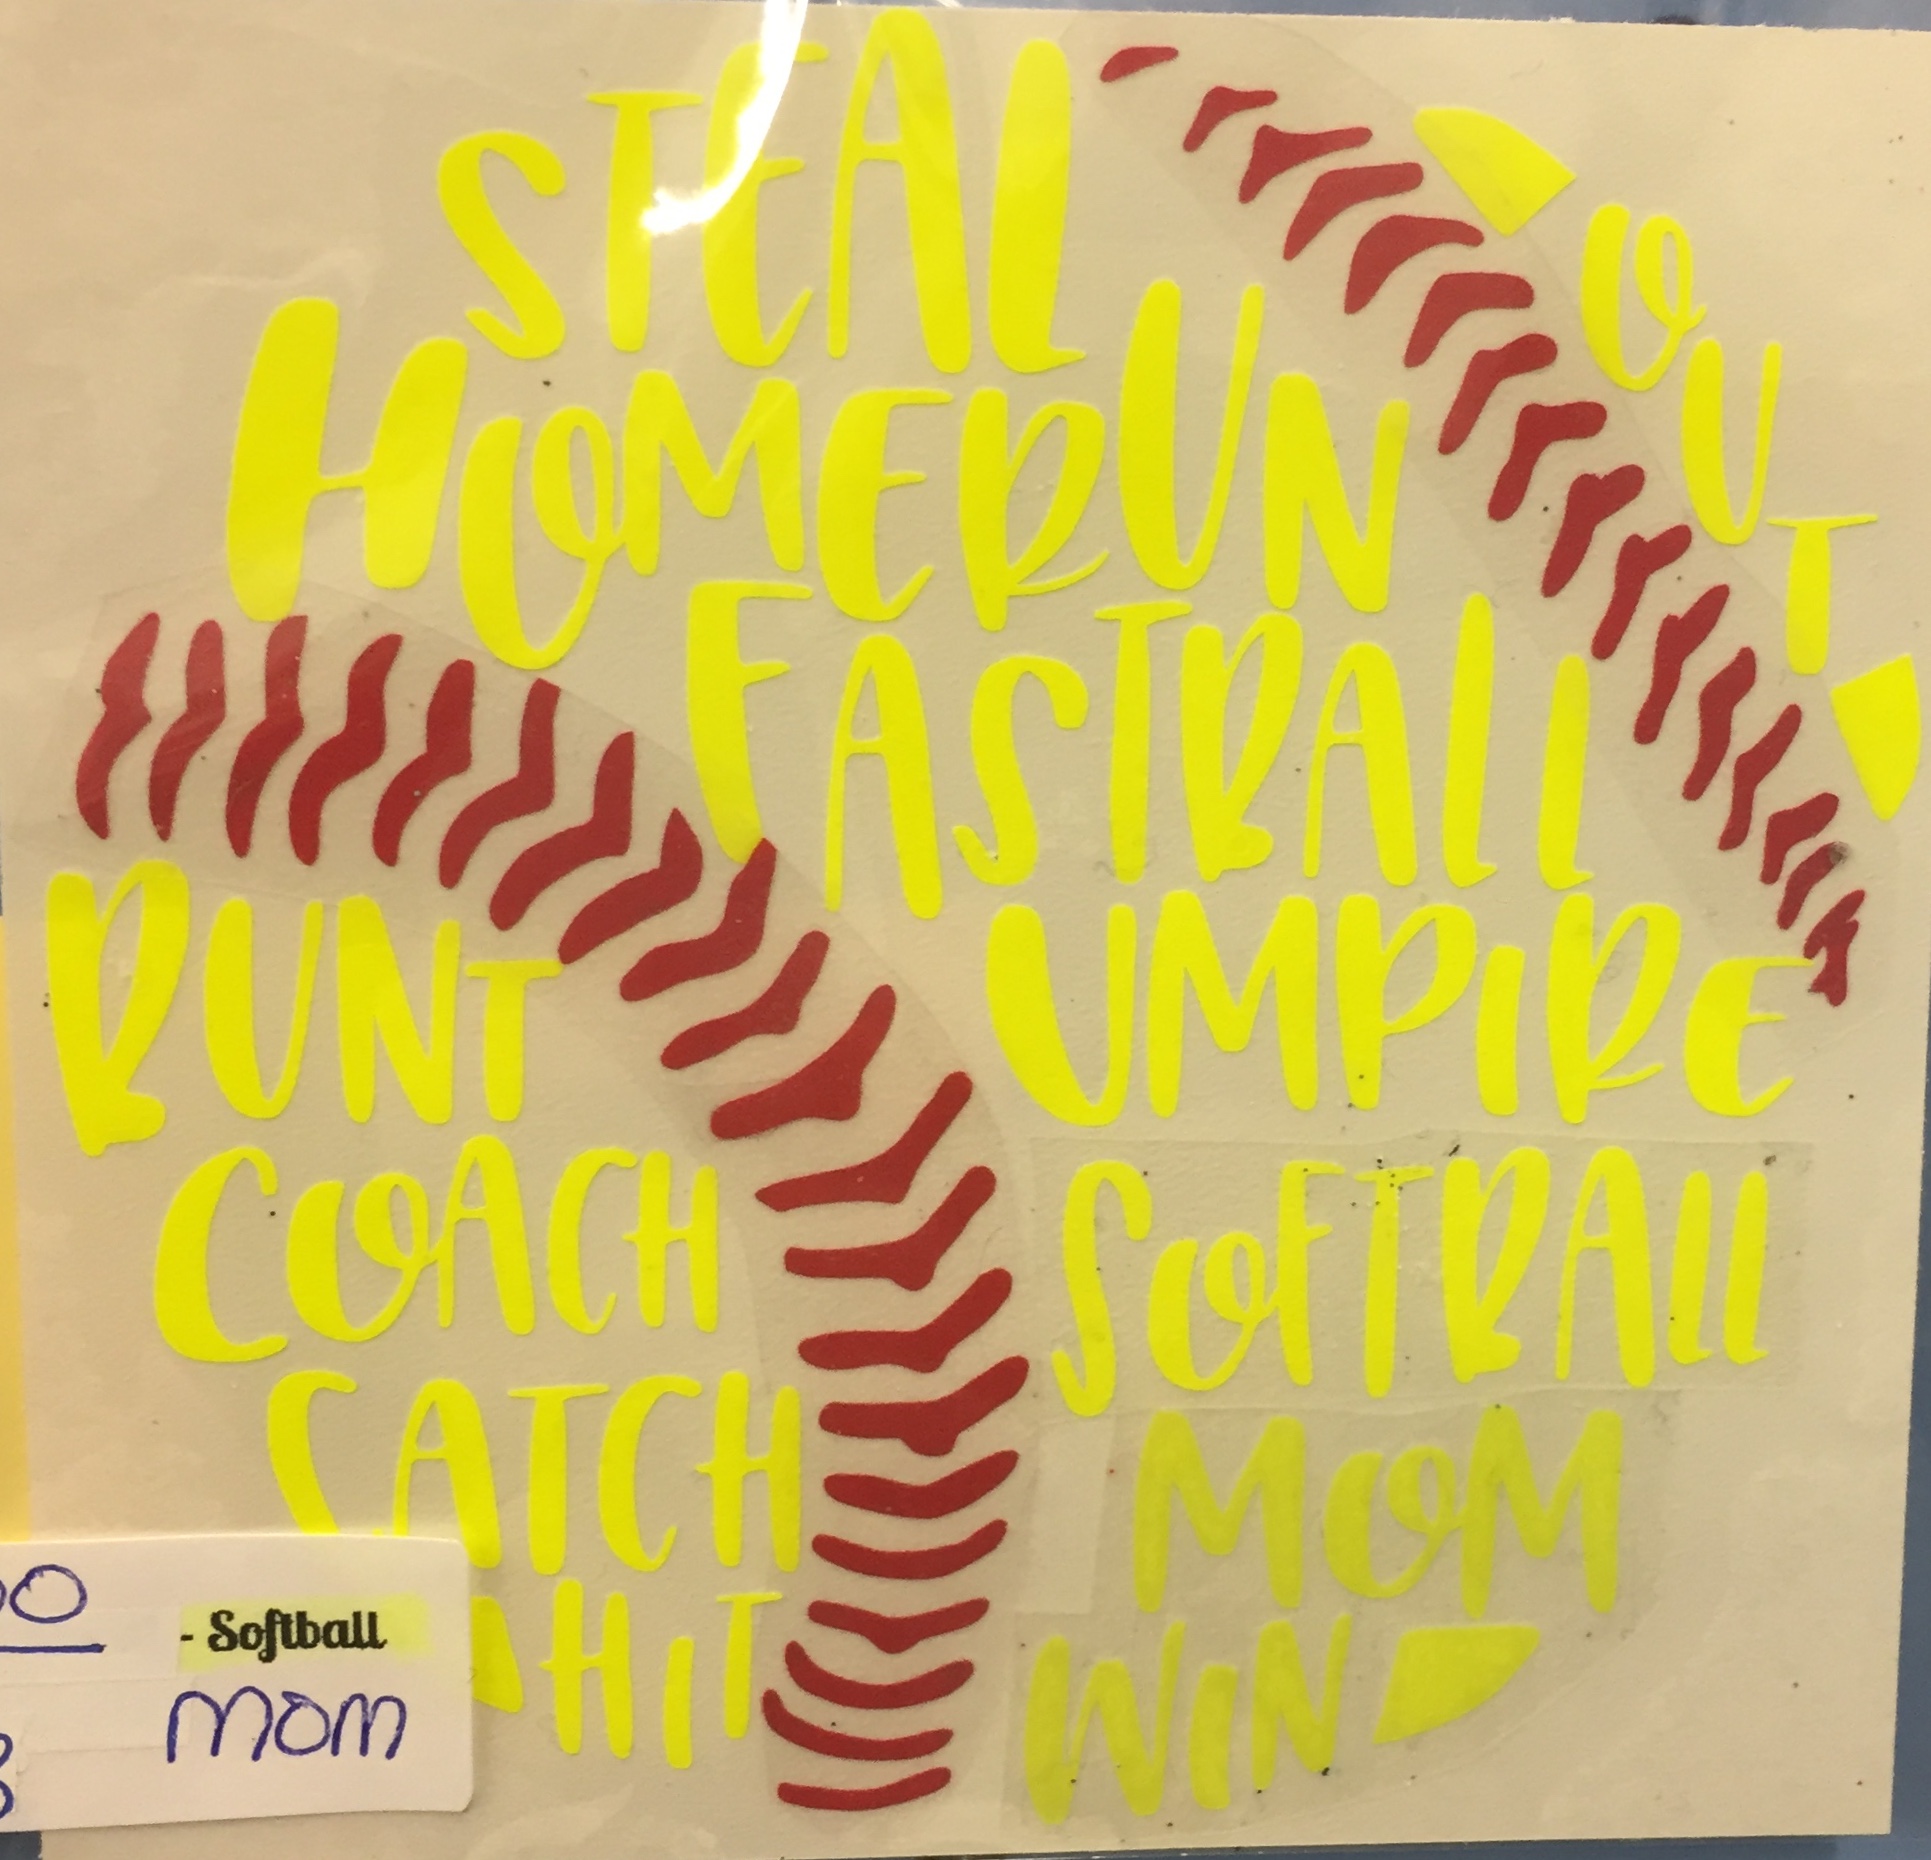 STEAL
OUT
HOMERUN
FASTBALL
BUNT
UMPIRE
COACH
SOFTBALL
CATCH
MOM
HIT
WIN
- Softball
mom